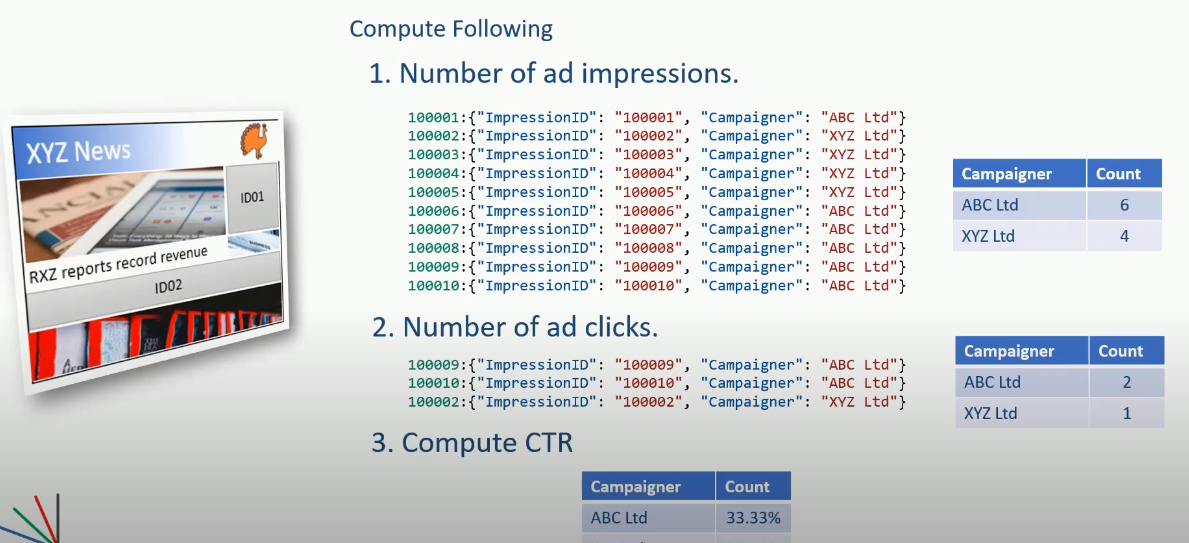 Compute Following
1. Number of ad impressions.
100001:{"ImpressionID": "100001", "Campaigner": "ABC Ltd"}
100002:{"ImpressionID": "100002", "Campaigner": "XYZ Ltd"}
100003:{"ImpressionID": "100003", "Campaigner": "XYZ Ltd"}
100004:{"ImpressionID": "100004", "Campaigner": "XYZ Ltd"}
100005:{"ImpressionID": "100005", "Campaigner": "XYZ Ltd"}
100006:{"ImpressionID": "100006", "Campaigner": "ABC Ltd"}
100007:{"ImpressionID": "100007", "Campaigner": "ABC Ltd"}
100008:{"ImpressionID": "100008", "Campaigner": "ABC Ltd"}
100009:{"ImpressionID": "100009", "Campaigner": "ABC Ltd"}
100010:{"ImpressionID": "100010", "Campaigner": "ABC Ltd"}
Campaigner Count
ABC Ltd 6
XYZ Ltd 4
XYZ News
ID01
RXZ reports record revenue
ID02
2. Number of ad clicks.
100009:{"ImpressionID": "100009", "Campaigner": "ABC Ltd"}
100010:{"ImpressionID": "100010", "Campaigner": "ABC Ltd"}
100002:{"ImpressionID": "100002", "Campaigner": "XYZ Ltd"}
Campaigner Count
ABC Ltd 2
XYZ Ltd 1
3. Compute CTR
Campaigner Count
ABC Ltd 33.33%